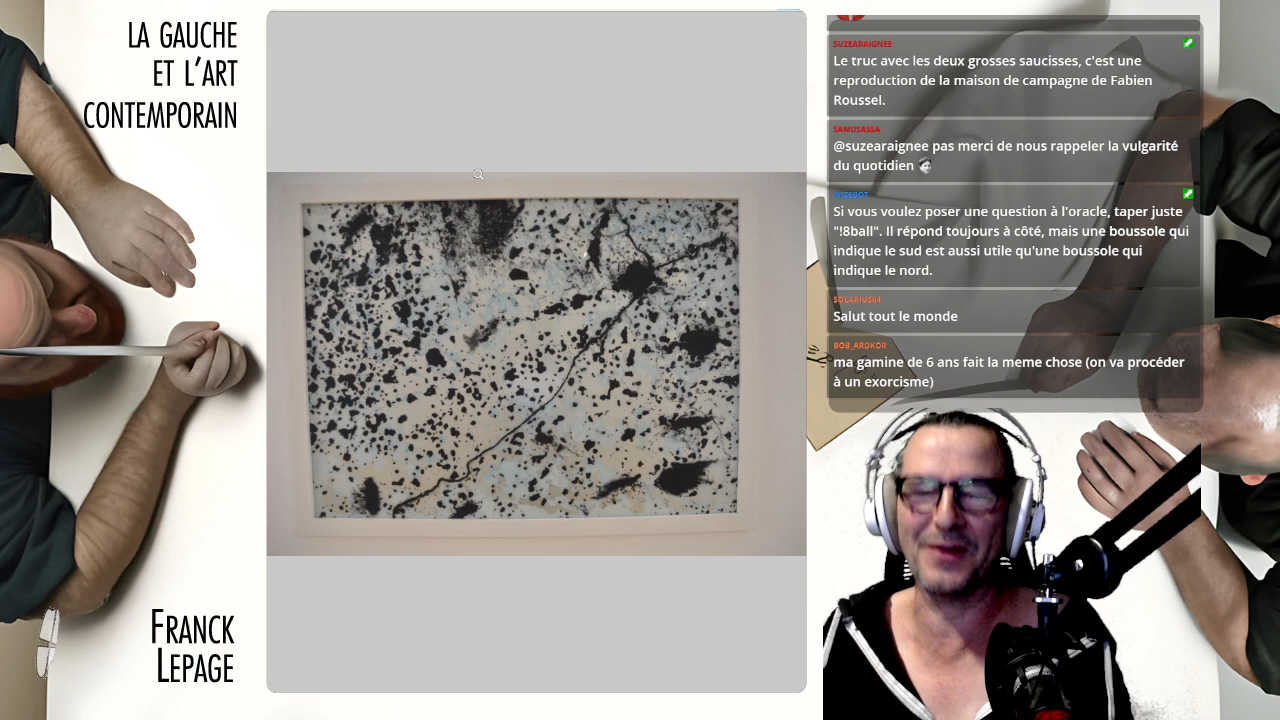 LA GAUCHE
ET L'ART
CONTEMPORAIN
FRANCK
LEPAGE
SUZEARAIGNEE
Le truc avec les deux grosses saucisses, c'est une
reproduction de la maison de campagne de Fabien
Roussel.
SAMUSASSA
@suzearaignee pas merci de nous rappeler la vulgarité
du quotidien
WIZEBOT
Si vous voulez poser une question à l'oracle, taper juste
"!8ball". Il répond toujours à côté, mais une boussole qui
indique le sud est aussi utile qu'une boussole qui
indique le nord.
SOLARIUS64
Salut tout le monde
BOB_ARDKOR
ma gamine de 6 ans fait la meme chose (on va procéder
à un exorcisme)